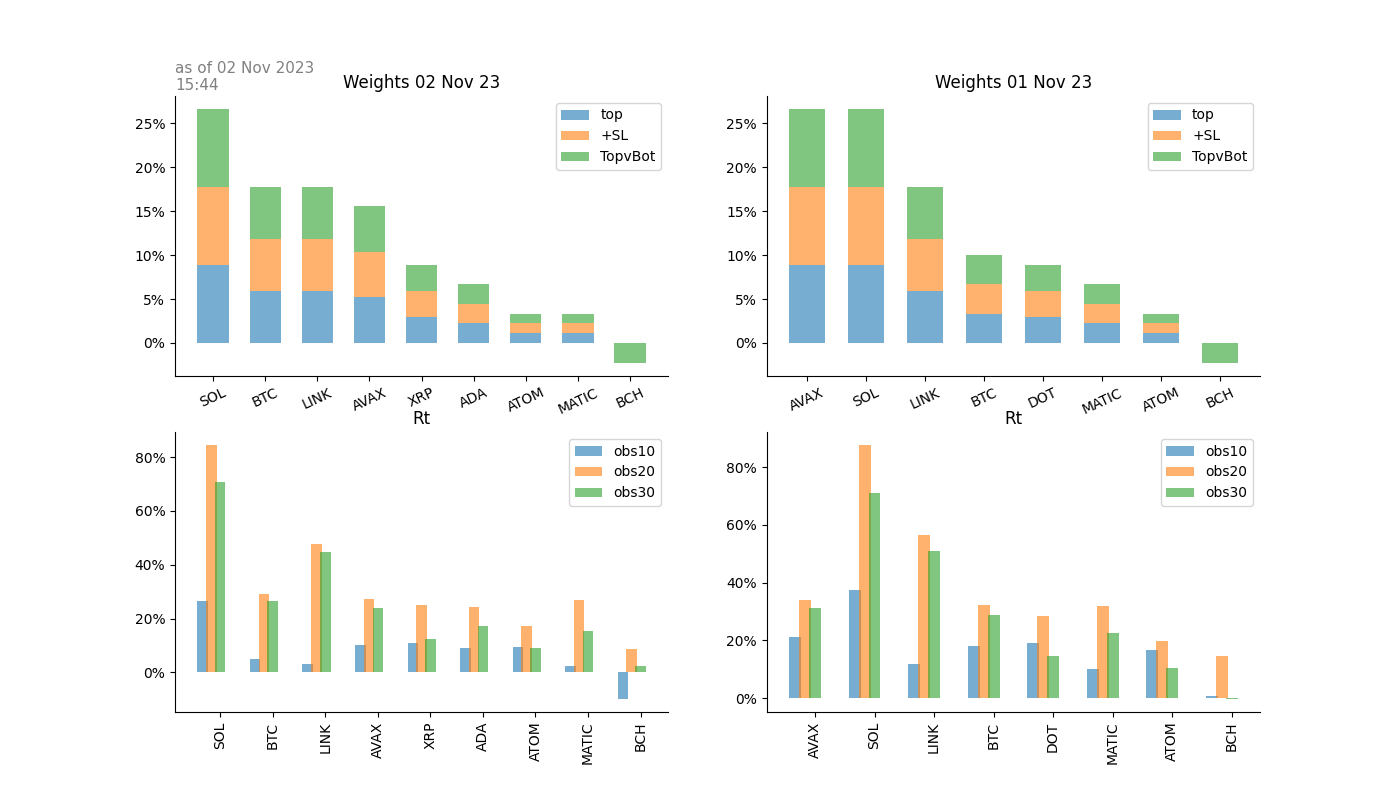 as of 02 Nov 2023
15:44
Weights 02 Nov 23
25%
20%
15%
10%
5%
0%
top
+SL
TopvBot
SOL BTC LINK AVAX XRP ADA ATOM MATIC BCH
Weights 01 Nov 23
25%
20%
15%
10%
5%
0%
top
+SL
TopvBot
AVAX SOL LINK BTC DOT MATIC ATOM BCH
Rt
80%
60%
40%
20%
0%
obs10
obs20
obs30
SOL BTC LINK AVAX XRP ADA ATOM MATIC BCH
Rt
80%
60%
40%
20%
0%
obs10
obs20
obs30
AVAX SOL LINK BTC DOT MATIC ATOM BCH